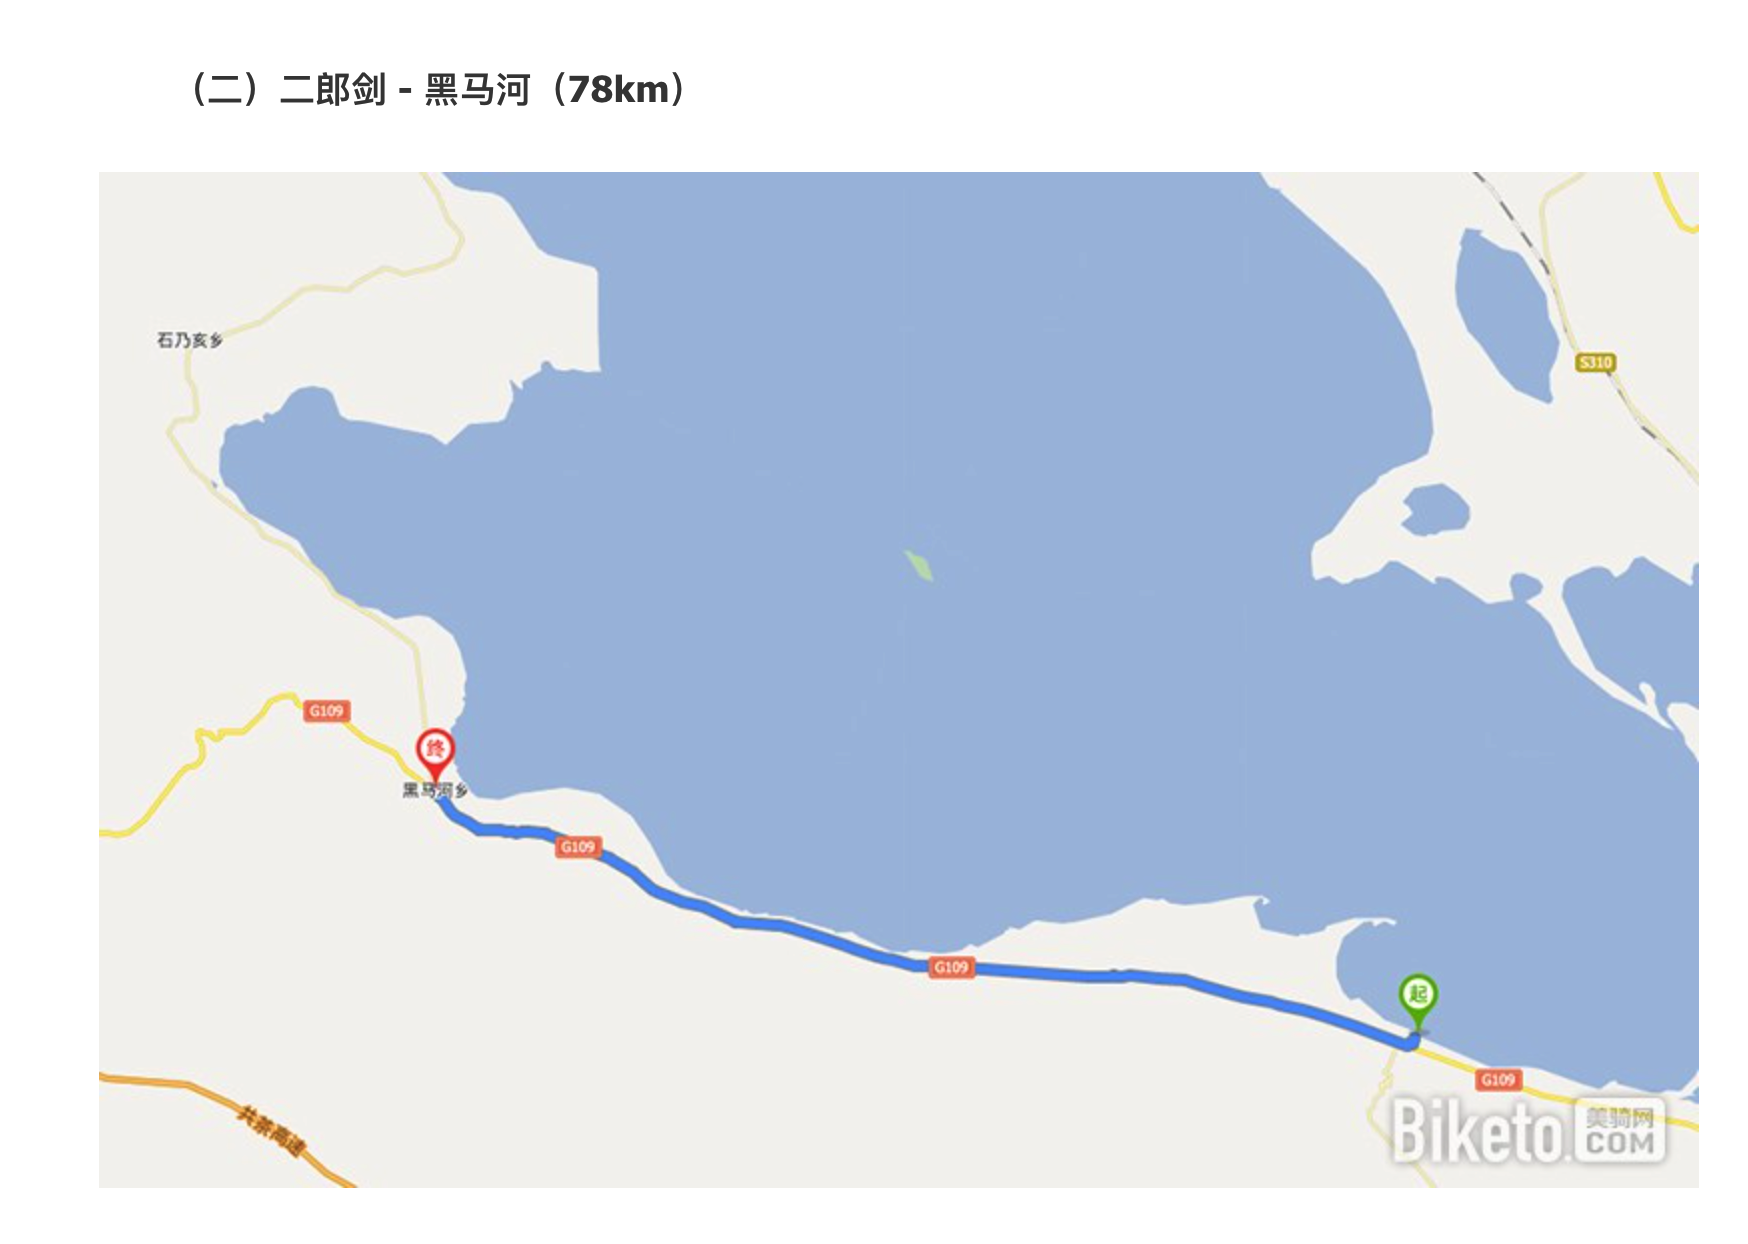 （二）二郎剑 - 黑马河（78km）
石乃亥乡
S310
G109
终
黑马河乡
G109
G109
起
G109
共茶高速
Biketo 美骑网
.COM